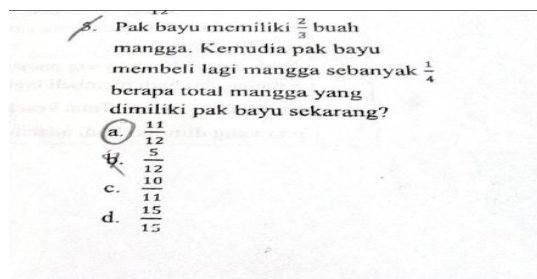 5. Pak bayu memiliki 2/3 buah
mangga. Kemudia pak bayu
membeli lagi mangga sebanyak 1/4
berapa total mangga yang
dimiliki pak bayu sekarang?
a. 11/12
b. 5/12
c. 10/11
d. 15/15